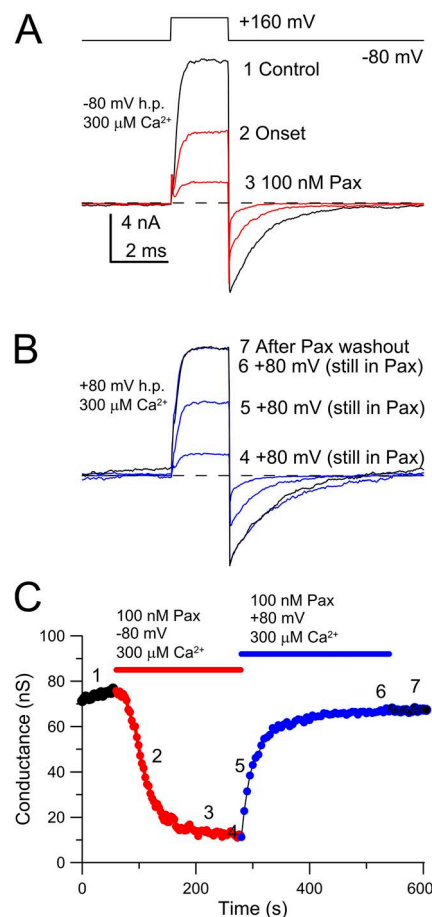 A
+160 mV
-80 mV
1 Control
-80 mV h.p.
300 μM Ca²⁺
2 Onset
3 100 nM Pax
4 nA
2 ms
B
7 After Pax washout
6 +80 mV (still in Pax)
+80 mV h.p.
300 μM Ca²⁺
5 +80 mV (still in Pax)
4 +80 mV (still in Pax)
C
100 nM Pax
-80 mV
300 μM Ca²⁺
100 nM Pax
+80 mV
300 μM Ca²⁺
100
80
60
40
20
0
Conductance (nS)
1
2
3
4
5
6
7
0
200
400
600
Time (s)